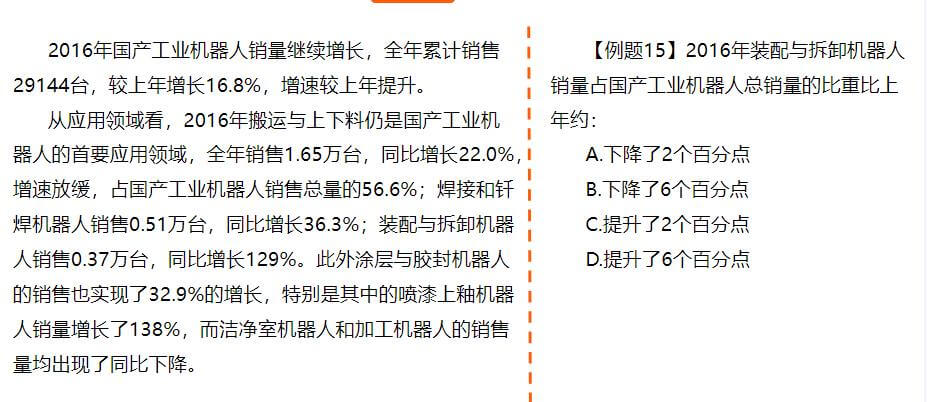 2016年国产工业机器人销量继续增长，全年累计销售
29144台，较上年增长16.8%，增速较上年提升。
从应用领域看，2016年搬运与上下料仍是国产工业机
器人的首要应用领域，全年销售1.65万台，同比增长22.0%，
增速放缓，占国产工业机器人销售总量的56.6%；焊接和钎
焊机器人销售0.51万台，同比增长36.3%；装配与拆卸机器
人销售0.37万台，同比增长129%。此外涂层与胶封机器人
的销售也实现了32.9%的增长，特别是其中的喷漆上釉机器
人销量增长了138%，而洁净室机器人和加工机器人的销售
量均出现了同比下降。
【例题15】2016年装配与拆卸机器人
销量占国产工业机器人总销量的比重比上
年约：
A.下降了2个百分点
B.下降了6个百分点
C.提升了2个百分点
D.提升了6个百分点